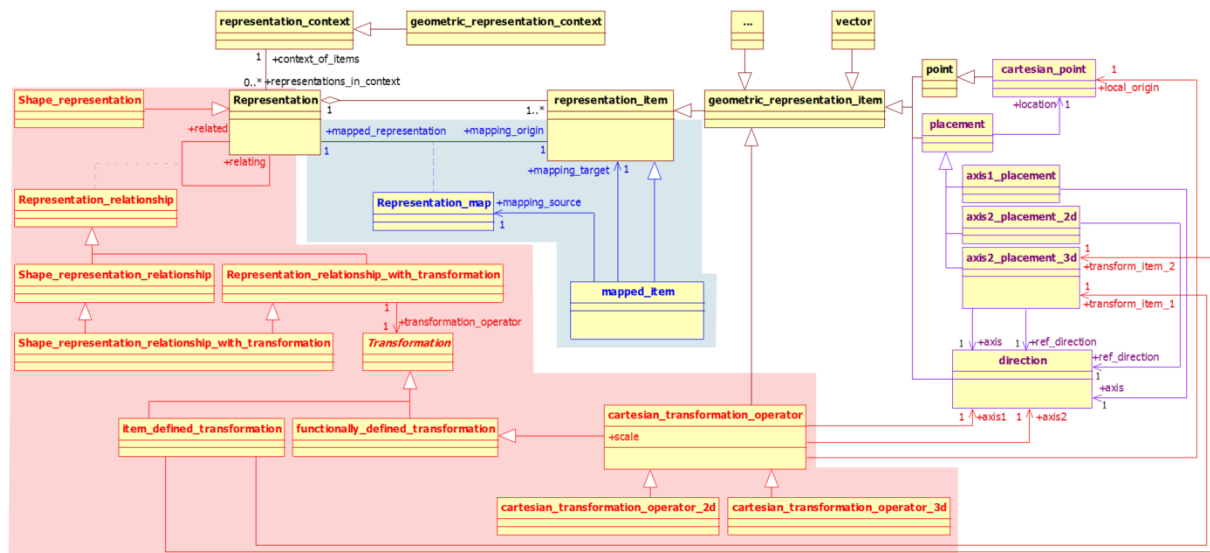 representation_context
geometric_representation_context
...
vector
1
+context_of_items
0..*
+representations_in_context
Shape_representation
Representation
representation_item
geometric_representation_item
point
cartesian_point
1
+local_origin
1
1..*
+location
1
+related
+mapped_representation
+mapping_origin
placement
1
1
+relating
+mapping_target
1
axis1_placement
Representation_relationship
Representation_map
+mapping_source
1
axis2_placement_2d
axis2_placement_3d
1
+transform_item_2
Shape_representation_relationship
Representation_relationship_with_transformation
mapped_item
1
+transform_item_1
1
1
+transformation_operator
Shape_representation_relationship_with_transformation
Transformation
1
+axis
1
+ref_direction
direction
+ref_direction
1
+axis
1
cartesian_transformation_operator
+scale
1
+axis1
1
+axis2
item_defined_transformation
functionally_defined_transformation
cartesian_transformation_operator_2d
cartesian_transformation_operator_3d